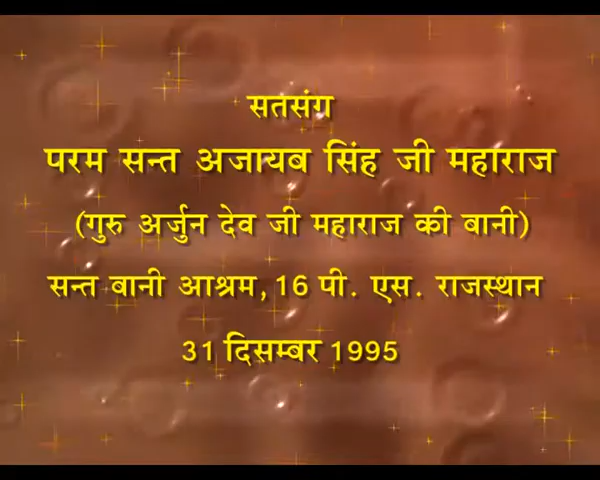 सतसंग
परम सन्त अजायब सिंह जी महाराज
(गुरु अर्जुन देव जी महाराज की बानी)
सन्त बानी आश्रम, 16 पी. एस. राजस्थान
31 दिसम्बर 1995